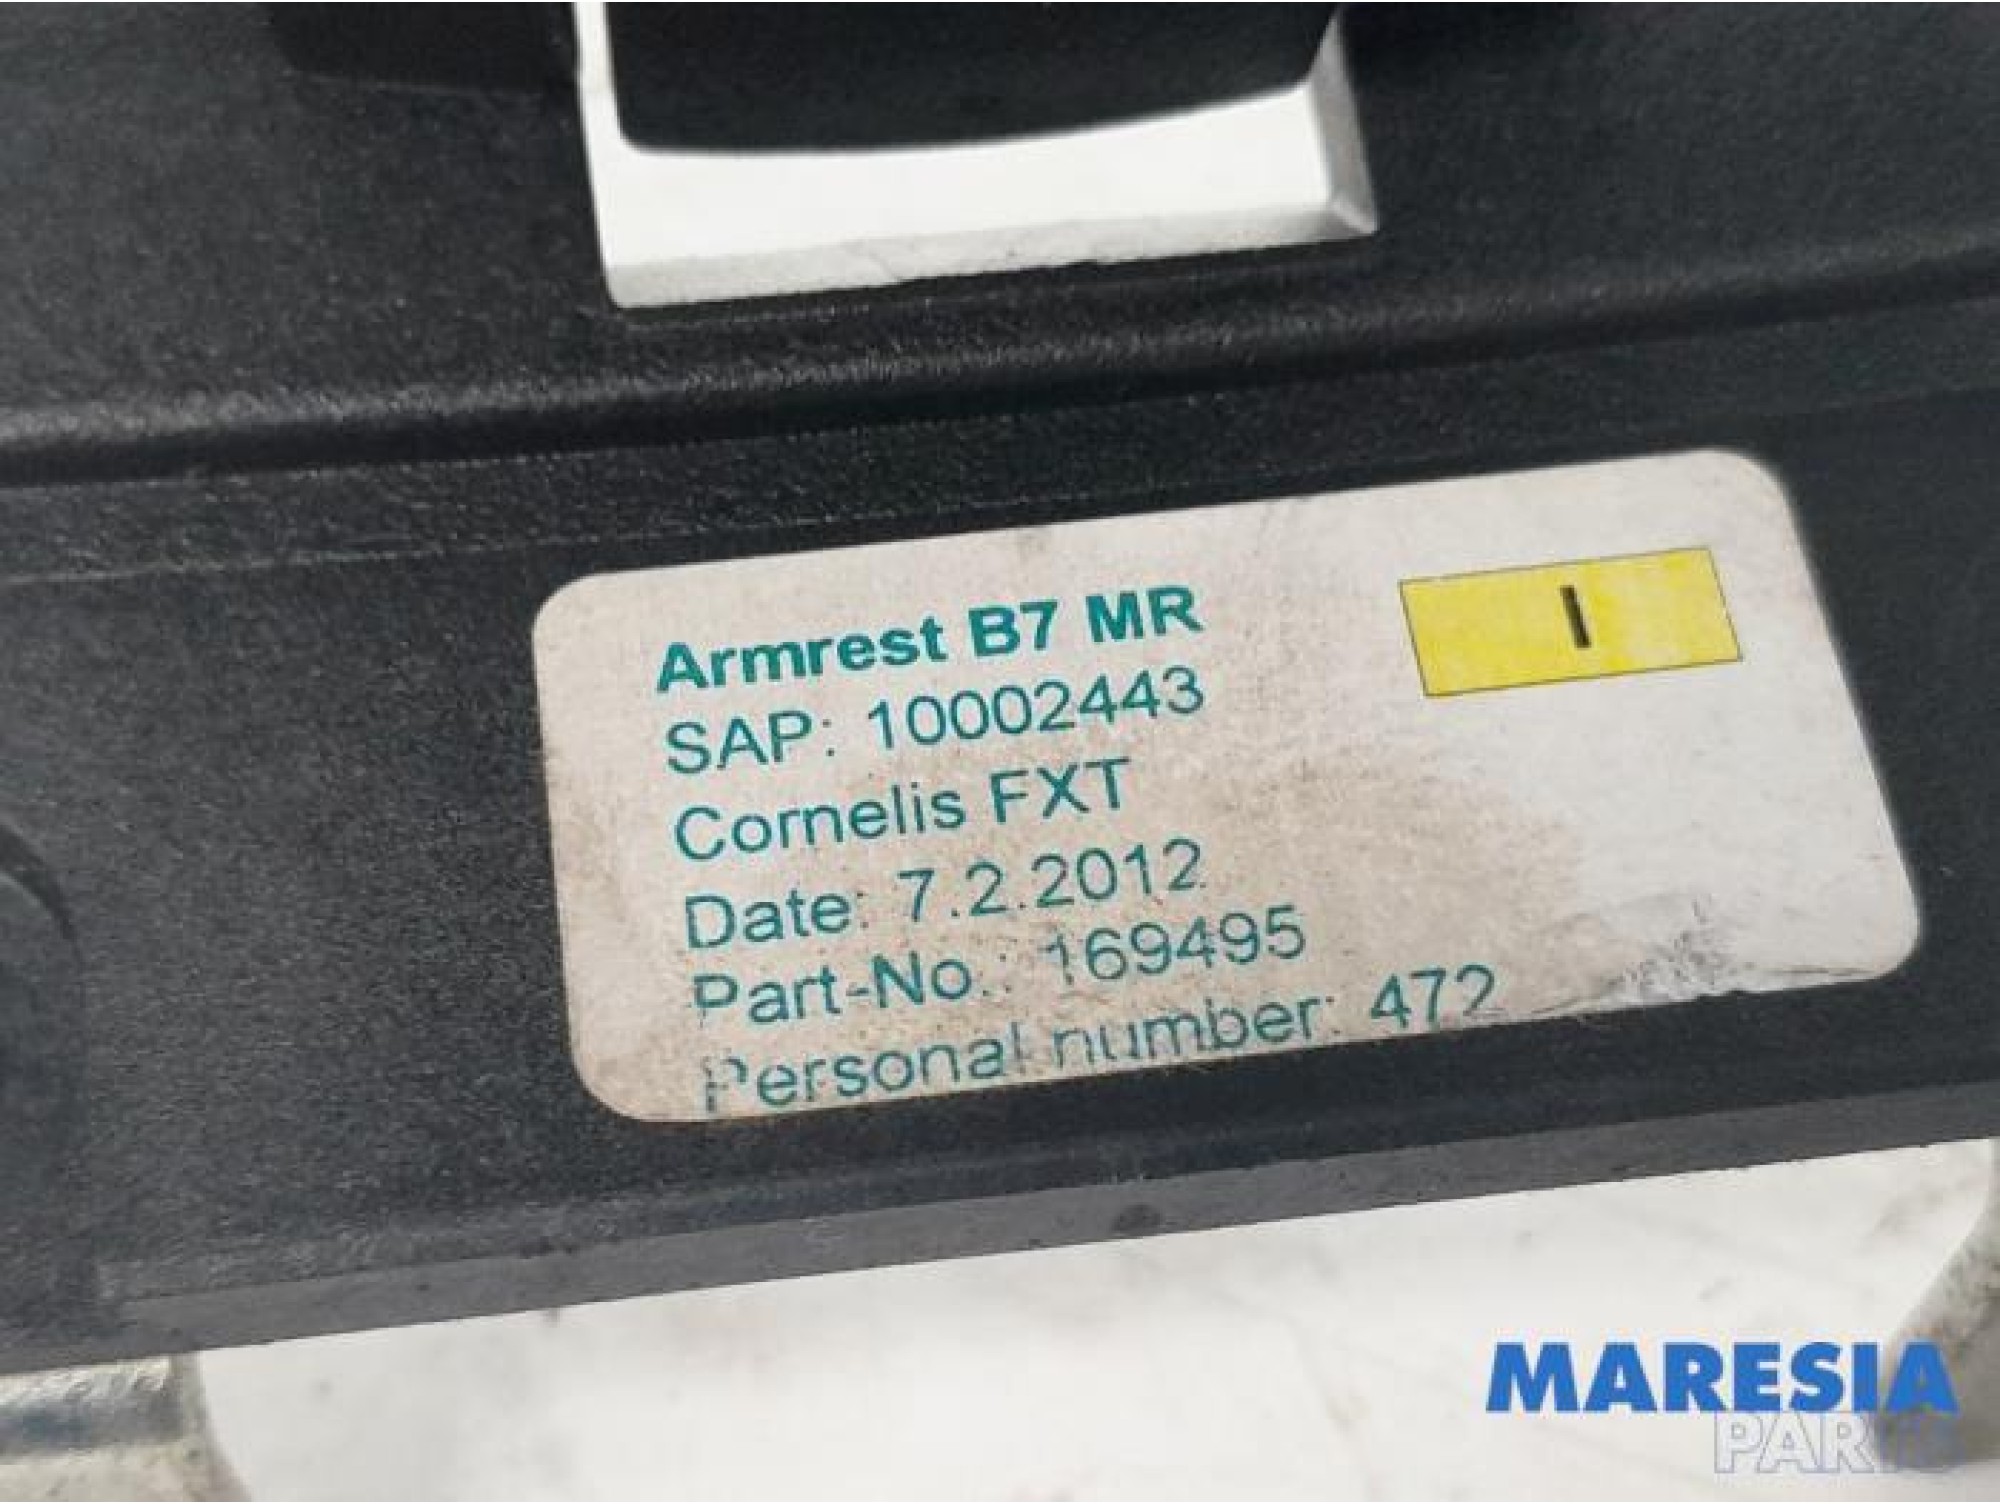 Armrest B7 MR
I
SAP: 10002443
Cornelis FXT
Date: 7.2.2012
Part-No.: 169495
Personal number: 472
MARESIA
PARTS